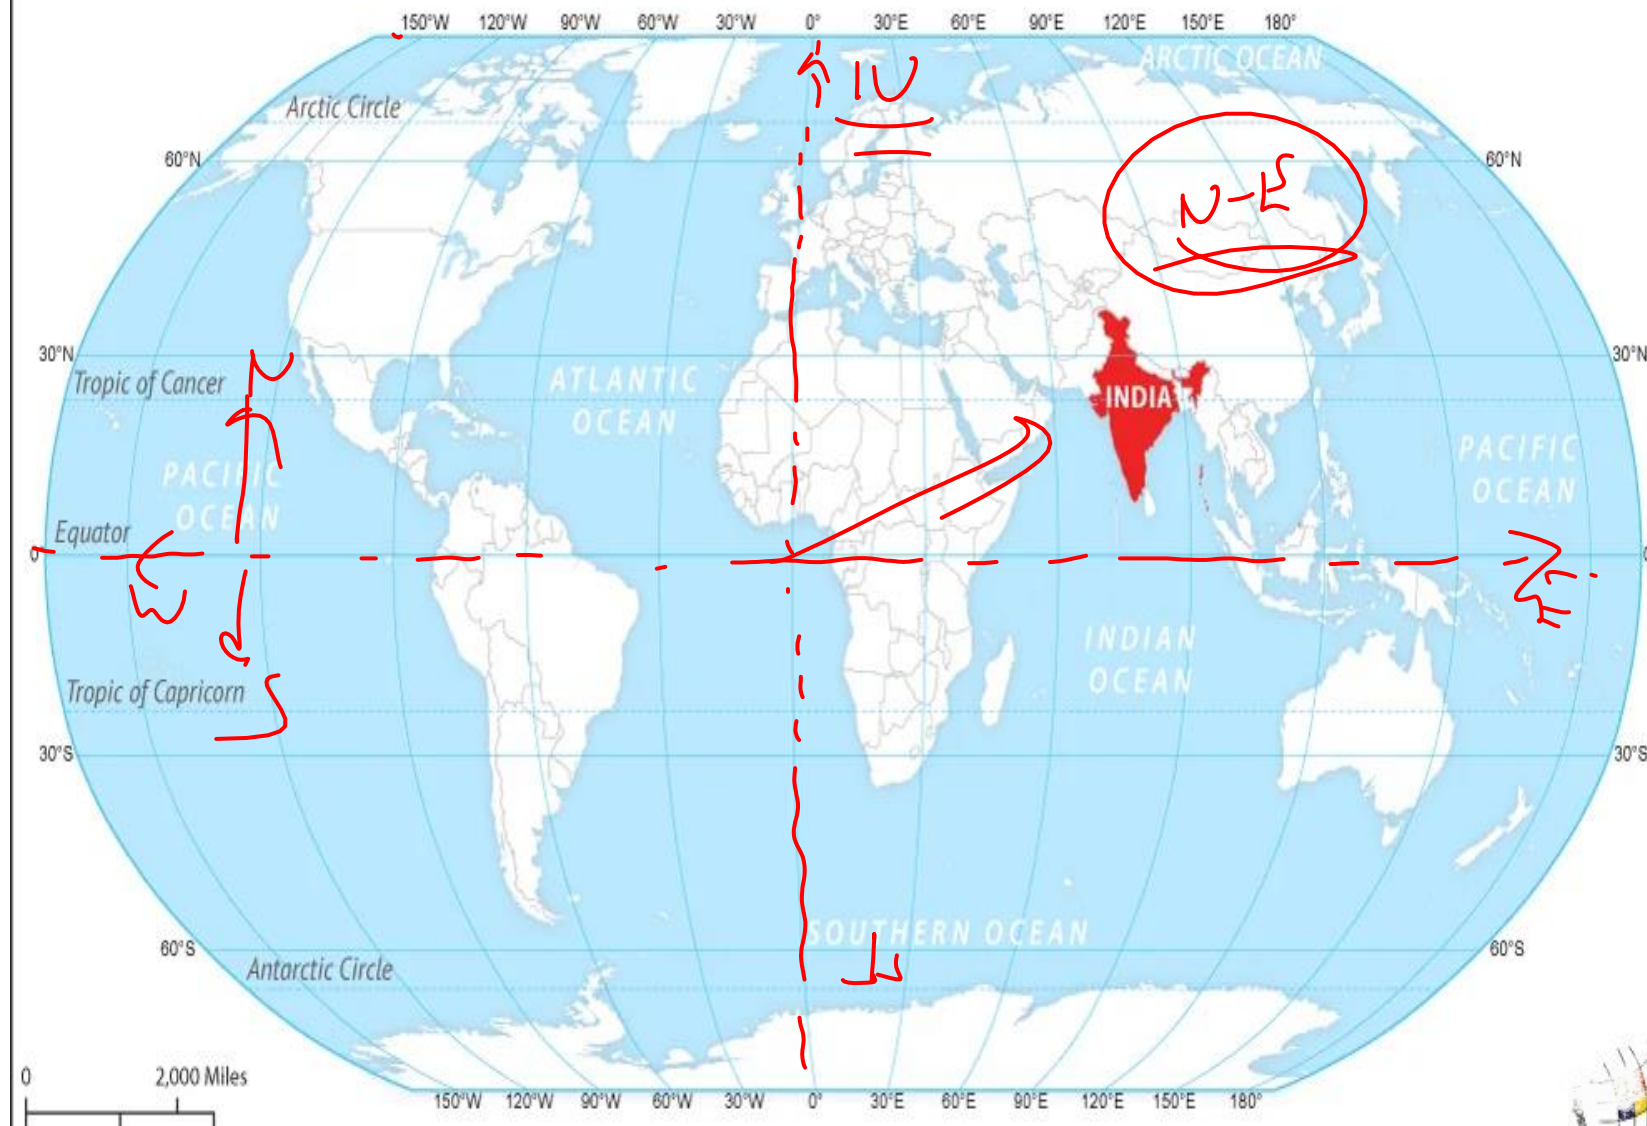 150°W 120°W 90°W 60°W 30°W 0° 30°E 60°E 90°E 120°E 150°E 180°
ARCTIC OCEAN
Arctic Circle
60°N 60°N
N-E
30°N 30°N
Tropic of Cancer
N
ATLANTIC
OCEAN
INDIA
PACIFIC
OCEAN
PACIFIC
OCEAN
Equator
0
W
E
INDIAN
OCEAN
Tropic of Capricorn
S
30°S 30°S
SOUTHERN OCEAN
60°S 60°S
Antarctic Circle
0 2,000 Miles
150°W 120°W 90°W 60°W 30°W 0° 30°E 60°E 90°E 120°E 150°E 180°